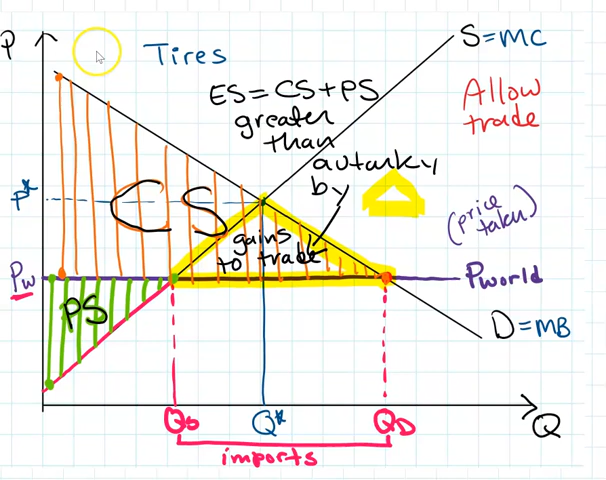 P
Tires
S=MC
ES=CS+PS
greater
than
autarky
by
Allow
trade
P*
CS
(price
taken)
gains
to trade
Pw
Pworld
PS
D=MB
Qs
Q*
QD
Q
imports